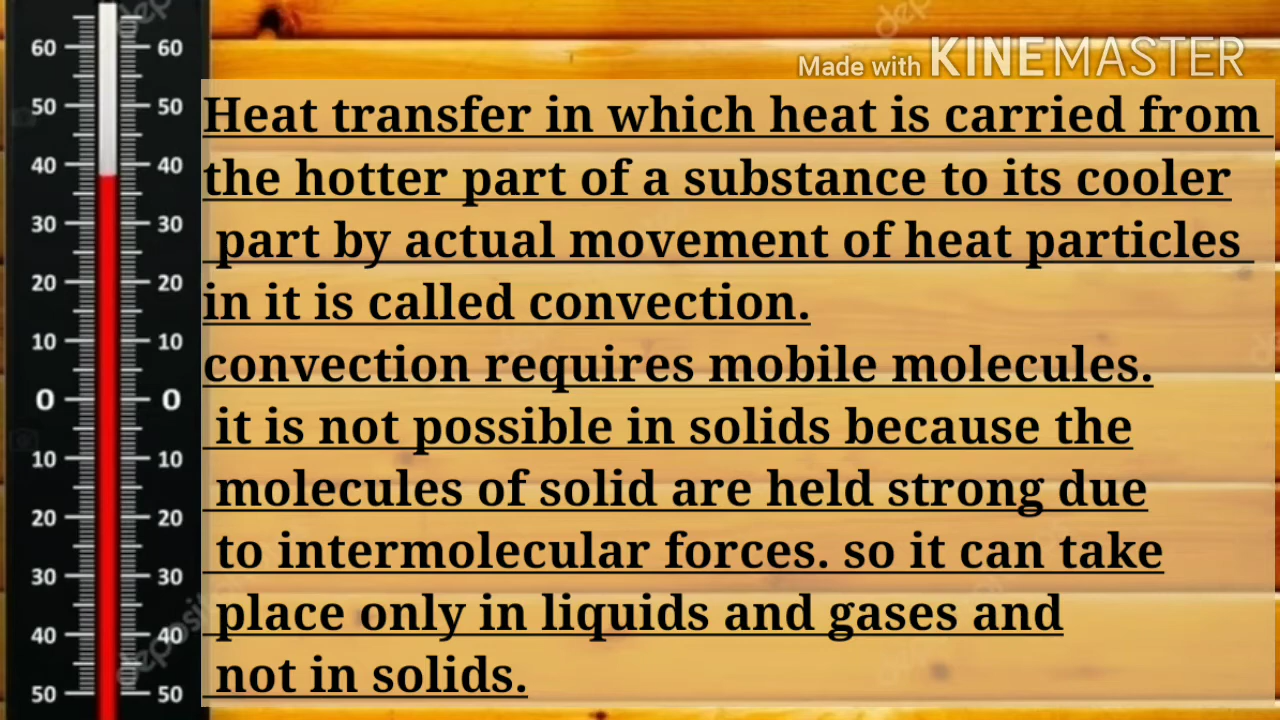 Made with KINEMASTER
60 60
50 50
40 40
30 30
20 20
10 10
0 0
10 10
20 20
30 30
40 40
50 50
Heat transfer in which heat is carried from
the hotter part of a substance to its cooler
part by actual movement of heat particles
in it is called convection.
convection requires mobile molecules.
it is not possible in solids because the
molecules of solid are held strong due
to intermolecular forces. so it can take
place only in liquids and gases and
not in solids.